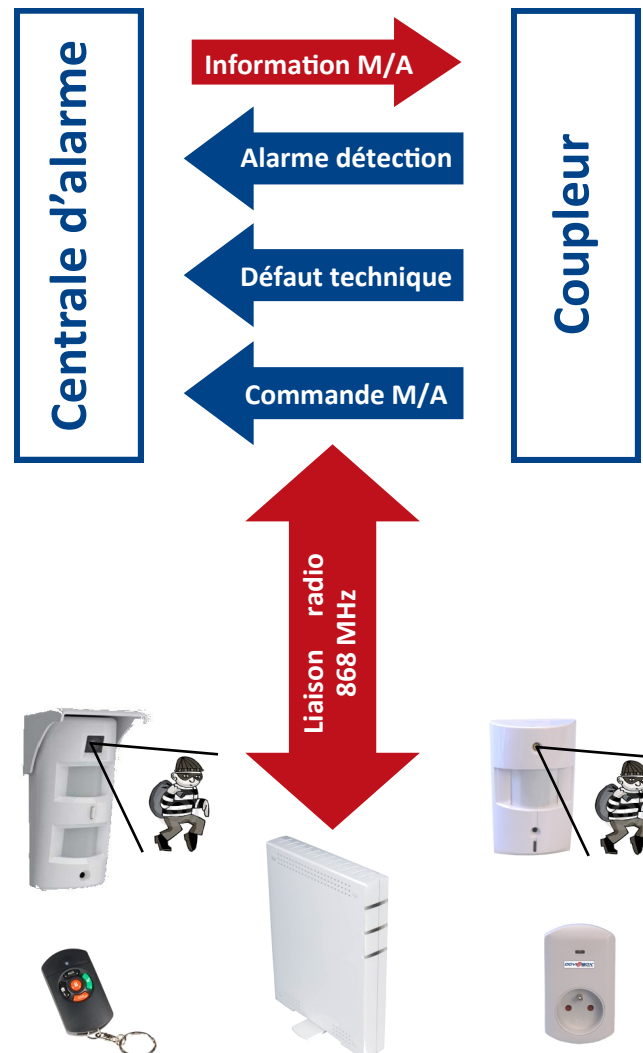 Centrale d'alarme
Information M/A
Alarme détection
Défaut technique
Commande M/A
Coupleur
Liaison radio
868 MHz